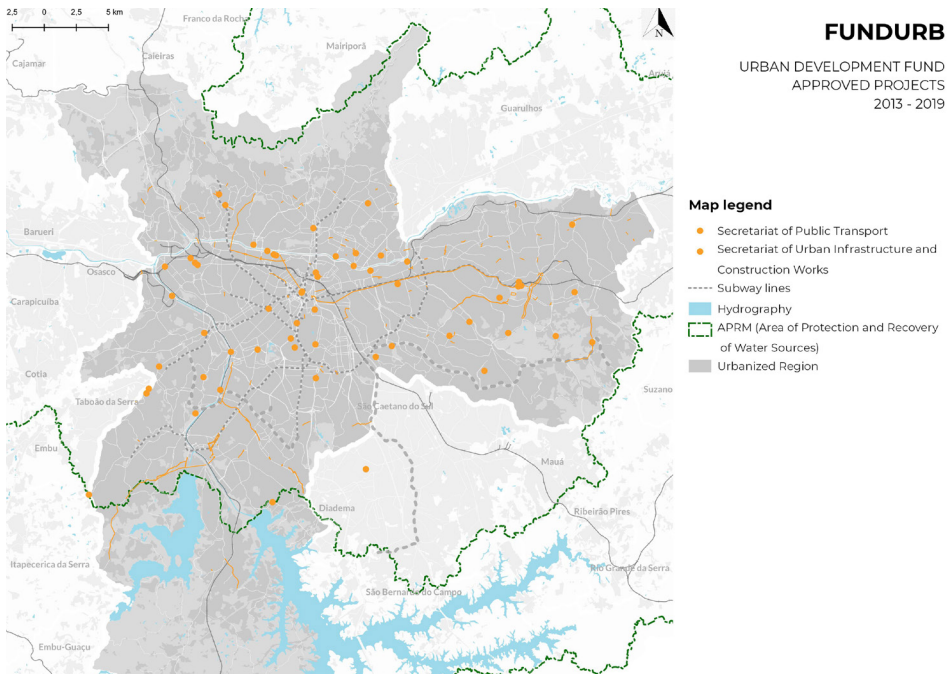 2,5 0 2,5 5 km
N
Franco da Rocha
Mairiporã
Caieiras
Cajamar
Arujá
Guarulhos
Barueri
Osasco
Carapicuíba
Cotia
Taboão da Serra
Suzano
São Caetano do Sul
Embu
Mauá
Diadema
Ribeirão Pires
Itapecerica da Serra
Rio Grande da Serra
São Bernardo do Campo
Embu-Guaçu
FUNDURB
URBAN DEVELOPMENT FUND
APPROVED PROJECTS
2013 - 2019
Map legend
Secretariat of Public Transport
Secretariat of Urban Infrastructure and
Construction Works
Subway lines
Hydrography
APRM (Area of Protection and Recovery
of Water Sources)
Urbanized Region